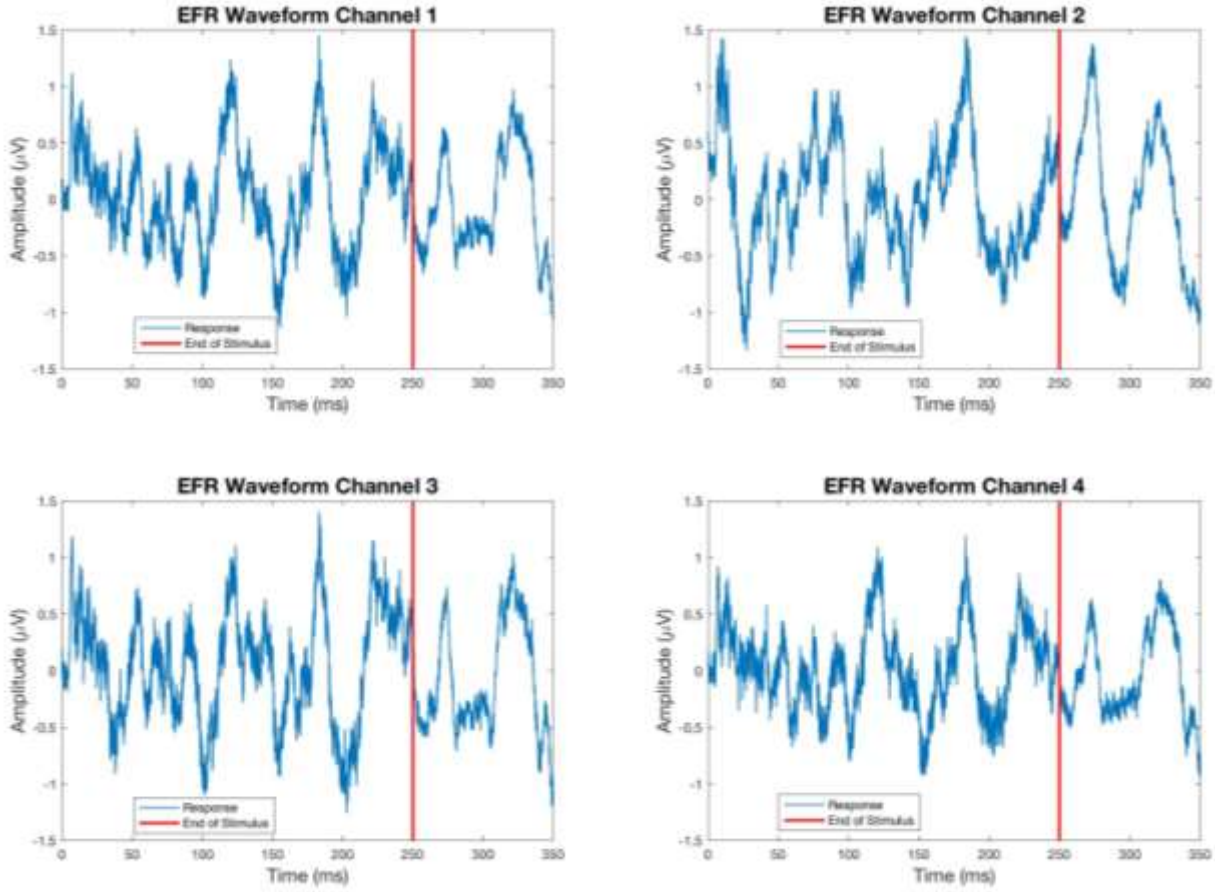 EFR Waveform Channel 1
1.5
1
0.5
0
-0.5
-1
-1.5
Amplitude (μV)
Response
End of Stimulus
0 50 100 150 200 250 300 350
Time (ms)
EFR Waveform Channel 2
1.5
1
0.5
0
-0.5
-1
-1.5
Amplitude (μV)
Response
End of Stimulus
0 50 100 150 200 250 300 350
Time (ms)
EFR Waveform Channel 3
1.5
1
0.5
0
-0.5
-1
-1.5
Amplitude (μV)
Response
End of Stimulus
0 50 100 150 200 250 300 350
Time (ms)
EFR Waveform Channel 4
1.5
1
0.5
0
-0.5
-1
-1.5
Amplitude (μV)
Response
End of Stimulus
0 50 100 150 200 250 300 350
Time (ms)